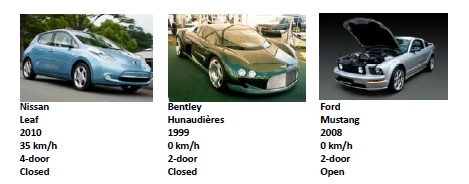 Nissan
Leaf
2010
35 km/h
4-door
Closed
Bentley
Hunaudières
1999
0 km/h
2-door
Closed
Ford
Mustang
2008
0 km/h
2-door
Open